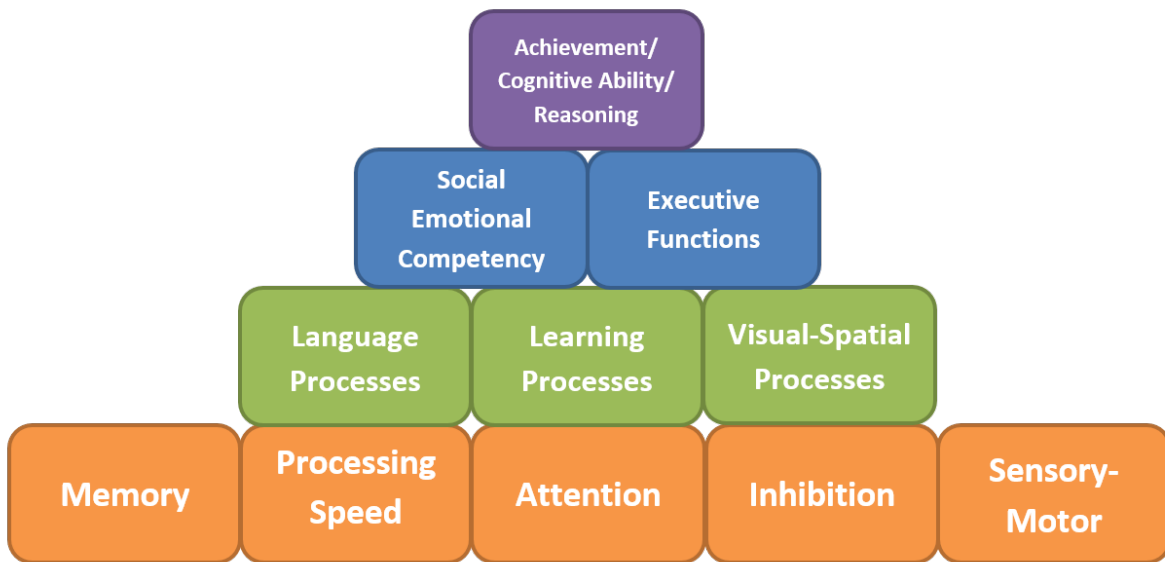 Achievement/
Cognitive Ability/
Reasoning
Social
Emotional
Competency
Executive
Functions
Language
Processes
Learning
Processes
Visual-Spatial
Processes
Memory
Processing
Speed
Attention
Inhibition
Sensory-
Motor